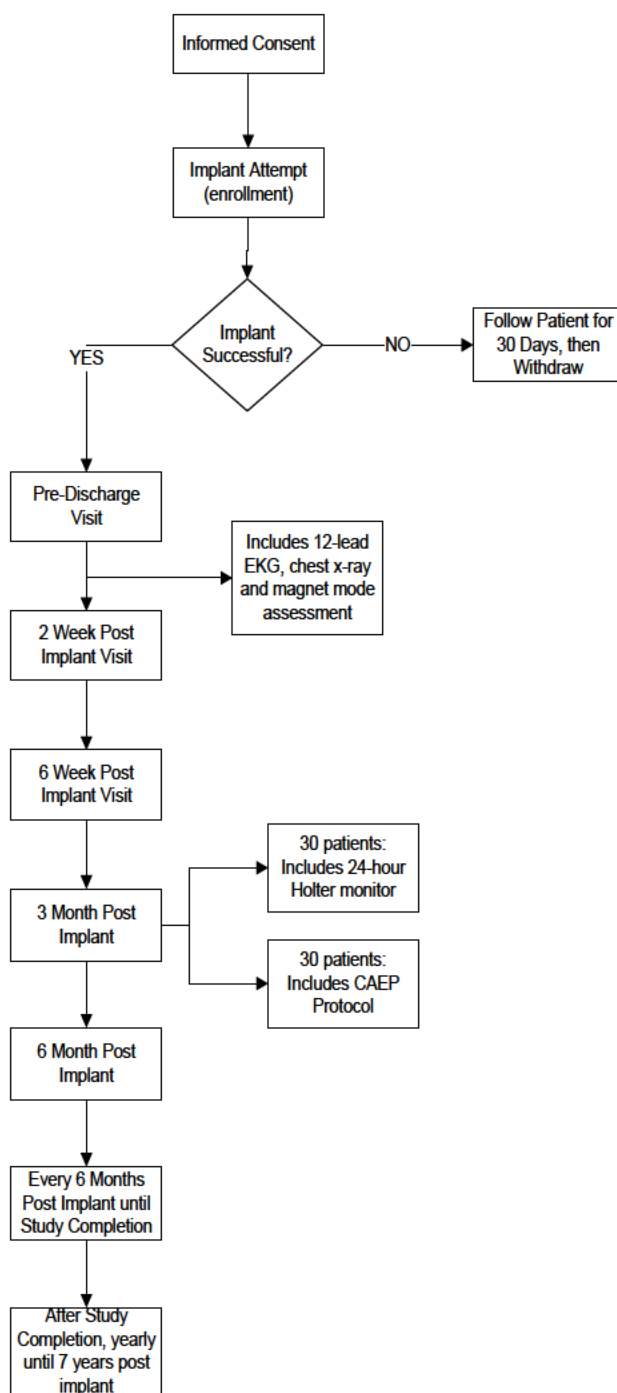 Informed Consent
Implant Attempt
(enrollment)
Implant
Successful?
YES
NO
Follow Patient for
30 Days, then
Withdraw
Pre-Discharge
Visit
Includes 12-lead
EKG, chest x-ray
and magnet mode
assessment
2 Week Post
Implant Visit
6 Week Post
Implant Visit
30 patients:
Includes 24-hour
Holter monitor
3 Month Post
Implant
30 patients:
Includes CAEP
Protocol
6 Month Post
Implant
Every 6 Months
Post Implant until
Study Completion
After Study
Completion, yearly
until 7 years post
implant